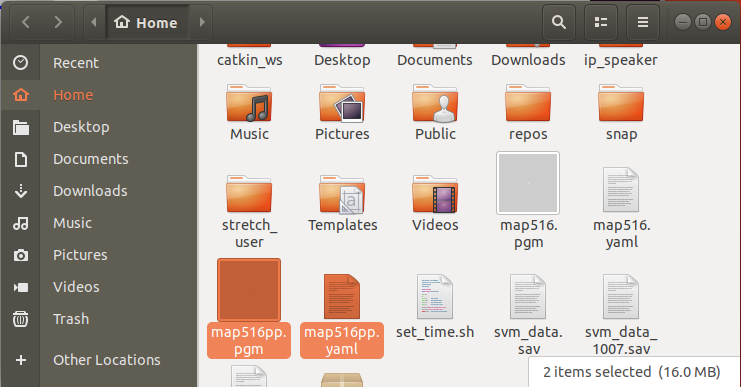 Home
Recent
Home
Desktop
Documents
Downloads
Music
Pictures
Videos
Trash
Other Locations
catkin_ws
Desktop
Documents
Downloads
ip_speaker
Music
Pictures
Public
repos
snap
stretch_
user
Templates
Videos
map516.
pgm
map516.
yaml
map516pp.
pgm
map516pp.
yaml
set_time.sh
svm_data.
sav
svm_data_
1007.sav
2 items selected (16.0 MB)